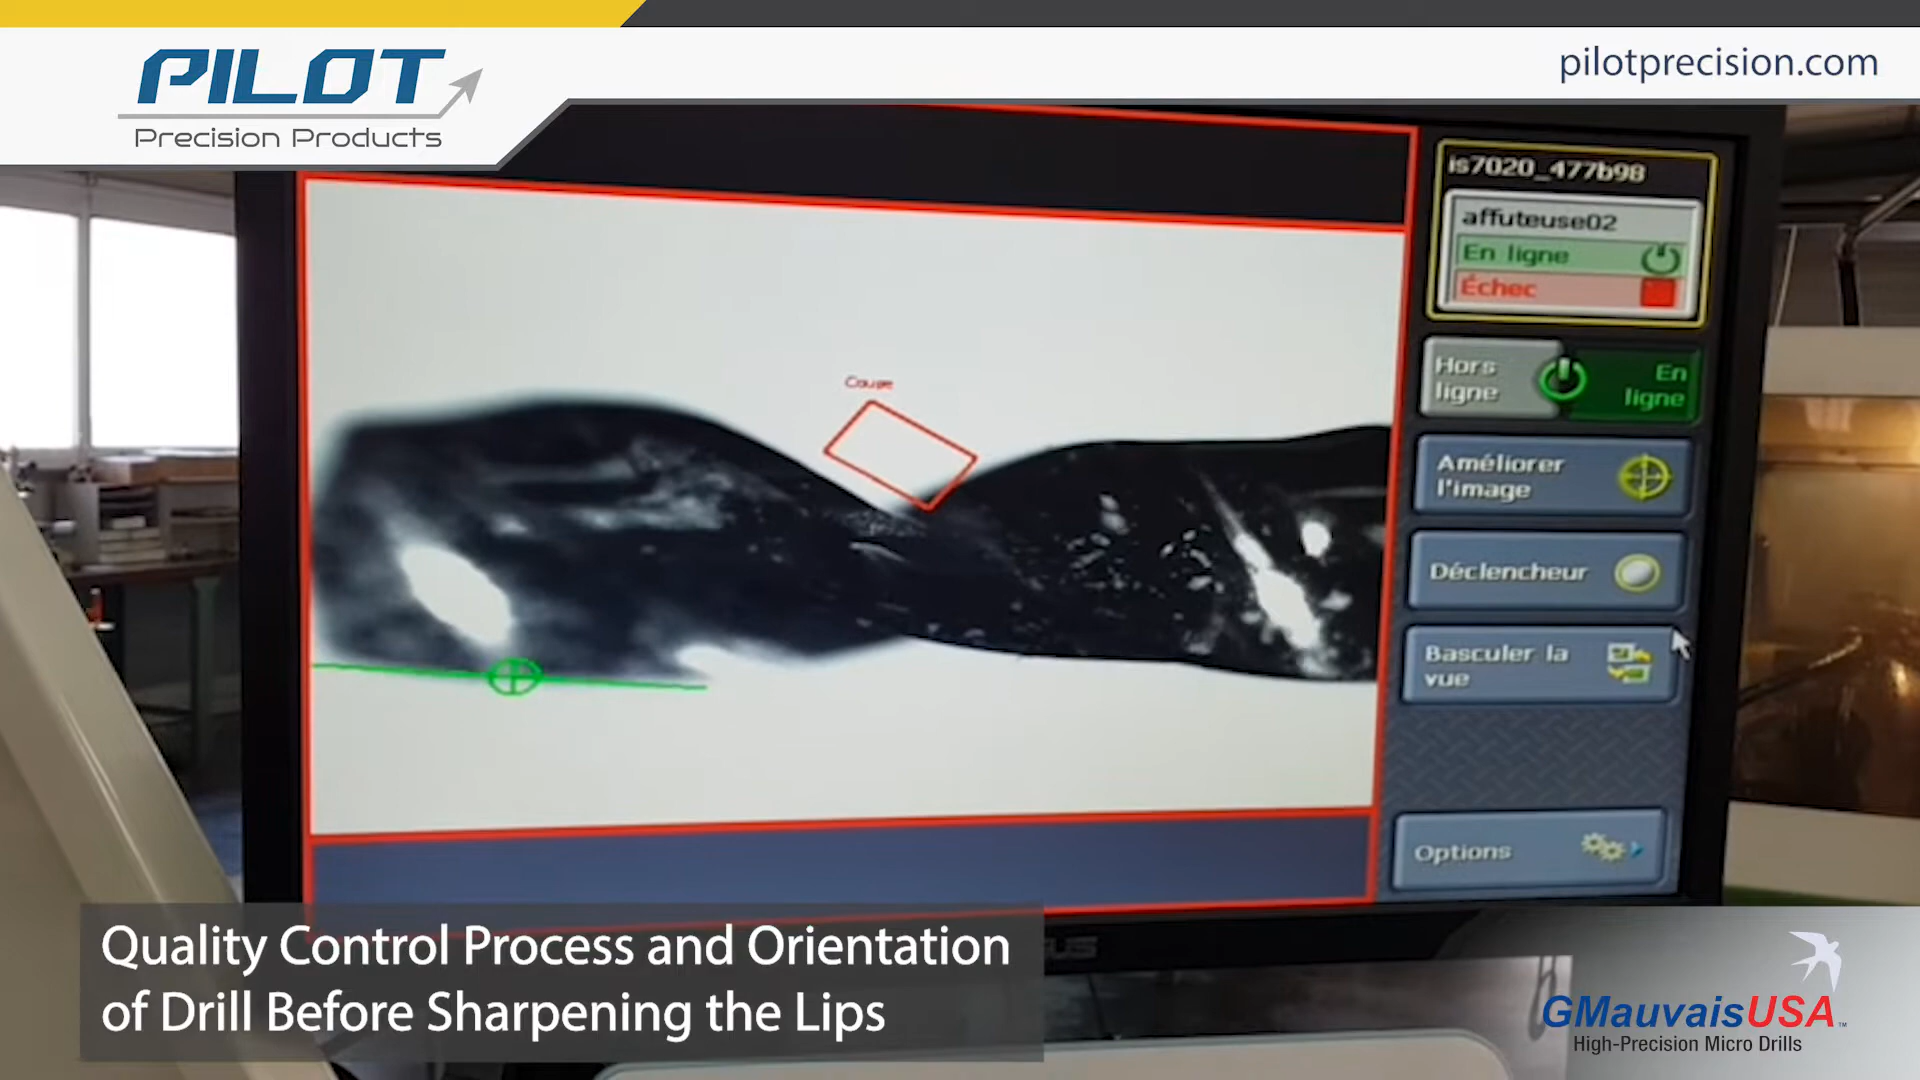 PILOT
Precision Products
pilotprecision.com
is7020_477b98
affuteuse02
En ligne
Échec
Hors
ligne
En
ligne
Améliorer
l'image
Déclencheur
Basculer la
vue
Options
Quality Control Process and Orientation
of Drill Before Sharpening the Lips
GMauvaisUSA™
High-Precision Micro Drills